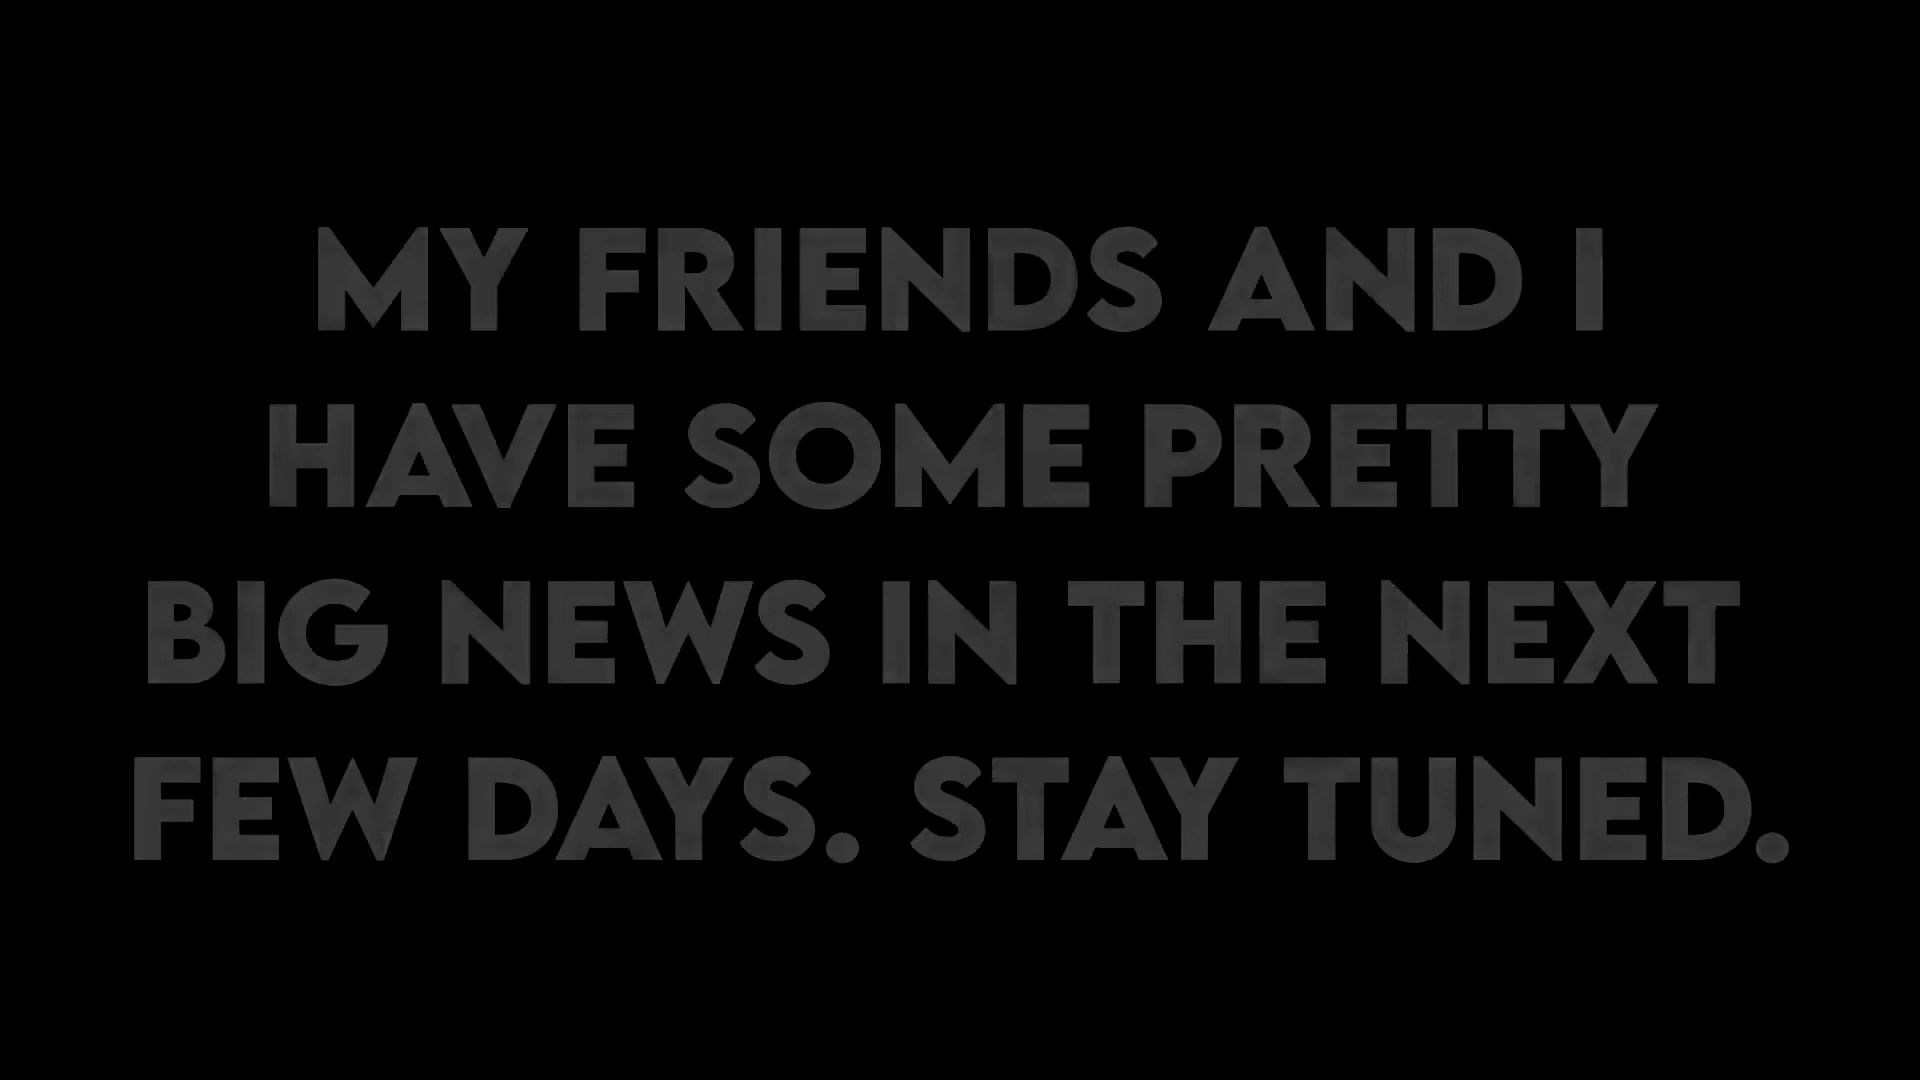 MY FRIENDS AND I
HAVE SOME PRETTY
BIG NEWS IN THE NEXT
FEW DAYS. STAY TUNED.